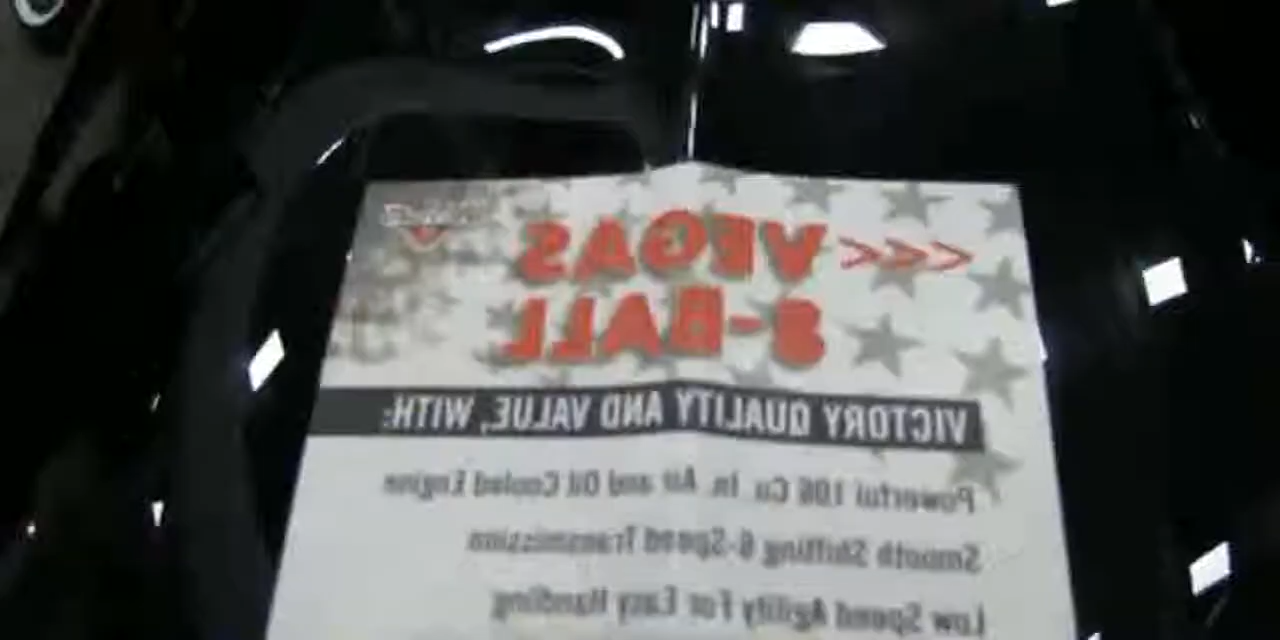 >>> VEGAS
8-BALL
VICTORY QUALITY AND VALUE, WITH:
Powerful 106 Cu. In. Air and Oil Cooled Engine
Smooth Shifting 6-Speed Transmission
Low Speed Agility For Easy Handling